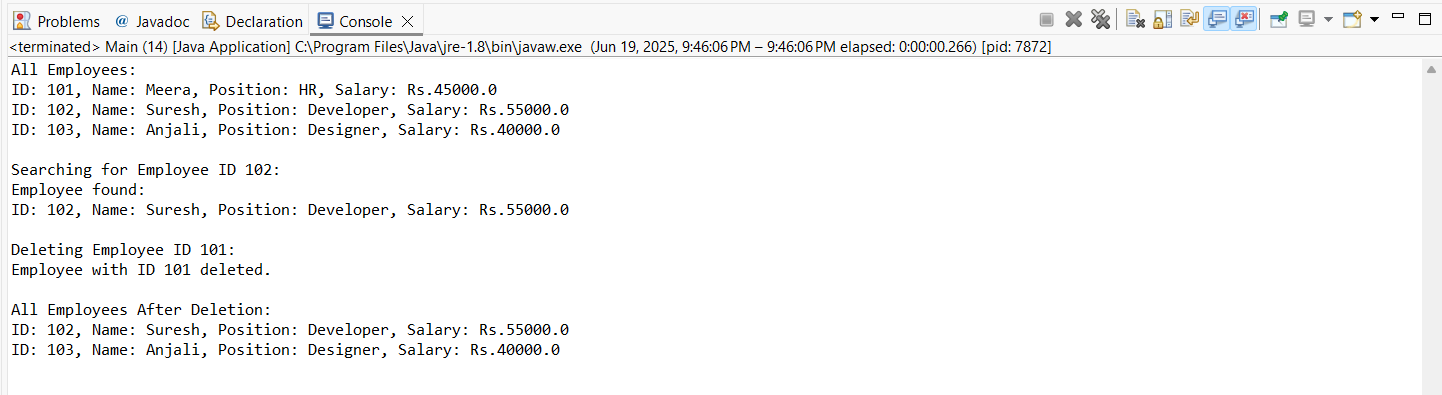 Problems @ Javadoc Declaration Console
<terminated> Main (14) [Java Application] C:\Program Files\Java\jre-1.8\bin\javaw.exe (Jun 19, 2025, 9:46:06 PM – 9:46:06 PM elapsed: 0:00:00.266) [pid: 7872]
All Employees:
ID: 101, Name: Meera, Position: HR, Salary: Rs.45000.0
ID: 102, Name: Suresh, Position: Developer, Salary: Rs.55000.0
ID: 103, Name: Anjali, Position: Designer, Salary: Rs.40000.0
Searching for Employee ID 102:
Employee found:
ID: 102, Name: Suresh, Position: Developer, Salary: Rs.55000.0
Deleting Employee ID 101:
Employee with ID 101 deleted.
All Employees After Deletion:
ID: 102, Name: Suresh, Position: Developer, Salary: Rs.55000.0
ID: 103, Name: Anjali, Position: Designer, Salary: Rs.40000.0